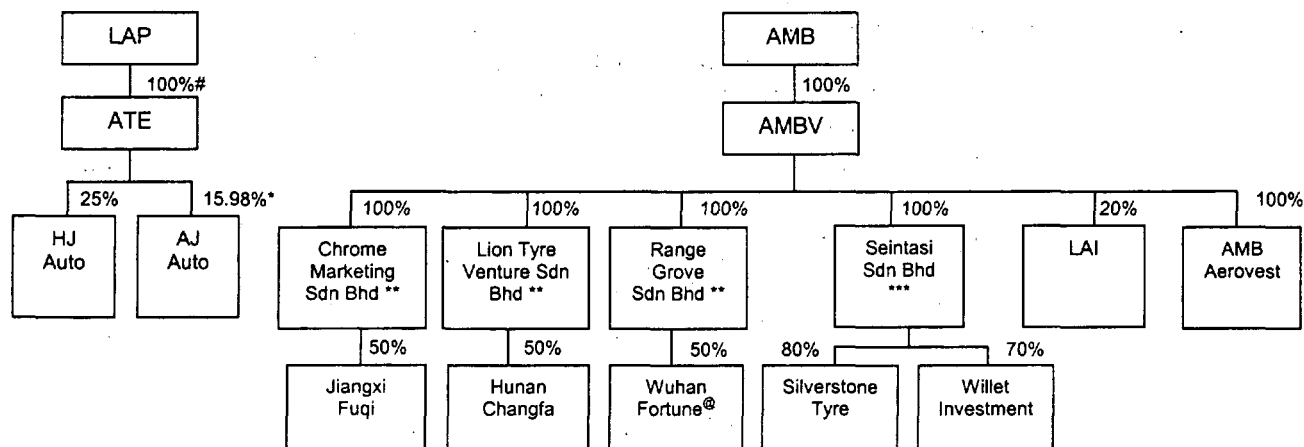 LAP
AMB
100%#
100%
ATE
AMBV
25%
15.98%*
100%
100%
100%
100%
20%
100%
HJ
Auto
AJ
Auto
Chrome
Marketing
Sdn Bhd **
Lion Tyre
Venture Sdn
Bhd **
Range
Grove
Sdn Bhd **
Seintasi
Sdn Bhd
***
LAI
AMB
Aerovest
50%
50%
50%
80%
70%
Jiangxi
Fuqi
Hunan
Changfa
Wuhan
Fortune@
Silverstone
Tyre
Willet
Investment